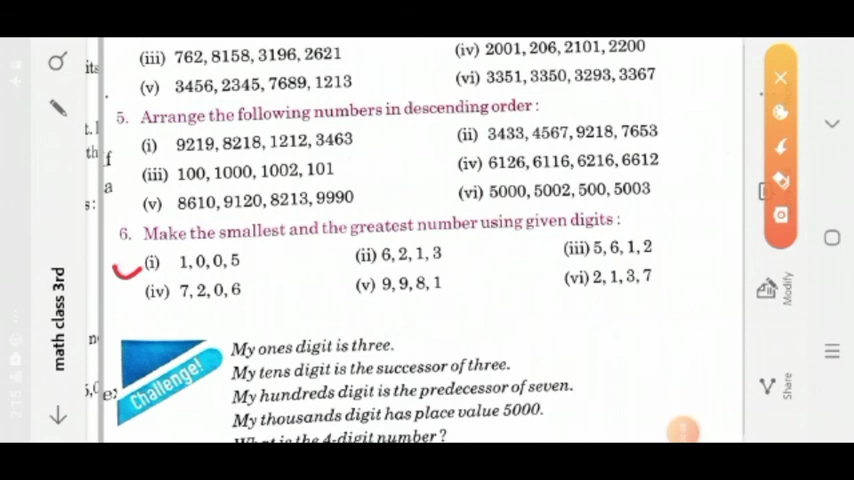 (iii) 762, 8158, 3196, 2621 (iv) 2001, 206, 2101, 2200
(v) 3456, 2345, 7689, 1213 (vi) 3351, 3350, 3293, 3367
5. Arrange the following numbers in descending order :
(i) 9219, 8218, 1212, 3463 (ii) 3433, 4567, 9218, 7653
(iii) 100, 1000, 1002, 101 (iv) 6126, 6116, 6216, 6612
(v) 8610, 9120, 8213, 9990 (vi) 5000, 5002, 500, 5003
6. Make the smallest and the greatest number using given digits :
(i) 1, 0, 0, 5 (ii) 6, 2, 1, 3 (iii) 5, 6, 1, 2
(iv) 7, 2, 0, 6 (v) 9, 9, 8, 1 (vi) 2, 1, 3, 7
Challenge!
My ones digit is three.
My tens digit is the successor of three.
My hundreds digit is the predecessor of seven.
My thousands digit has place value 5000.
What is the 4-digit number?
math class 3rd
Modify
Share